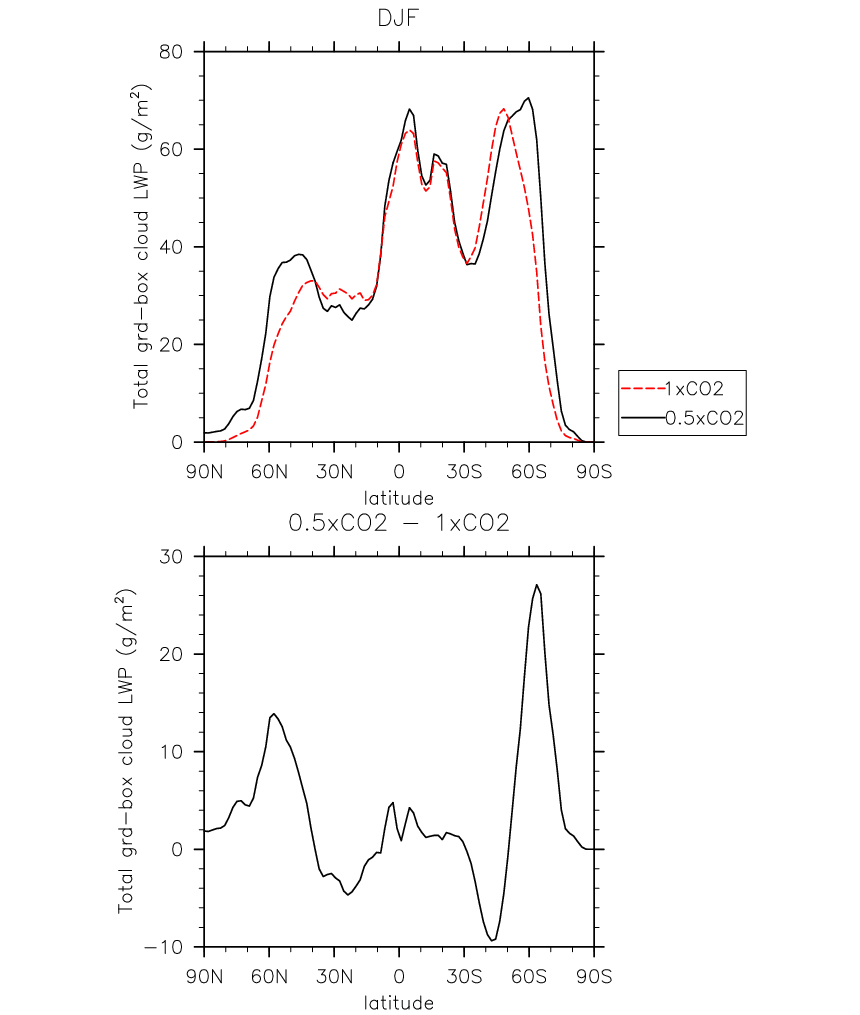 DJF
80
60
40
20
0
Total grd-box cloud LWP (g/m²)
90N 60N 30N 0 30S 60S 90S
latitude
1xCO2
0.5xCO2
0.5xCO2 - 1xCO2
30
20
10
0
-10
Total grd-box cloud LWP (g/m²)
90N 60N 30N 0 30S 60S 90S
latitude